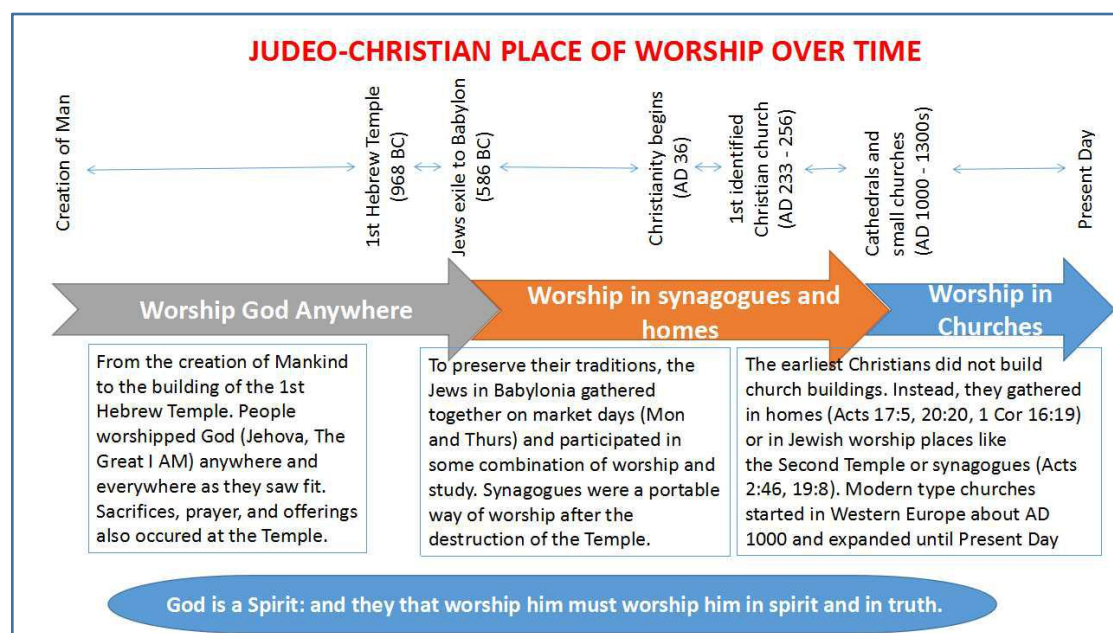 JUDEO-CHRISTIAN PLACE OF WORSHIP OVER TIME
Creation of Man
1st Hebrew Temple
(968 BC)
Jews exile to Babylon
(586 BC)
Christianity begins
(AD 36)
1st identified
Christian church
(AD 233 - 256)
Cathedrals and
small churches
(AD 1000 - 1300s)
Present Day
Worship God Anywhere
Worship in synagogues and
homes
Worship in
Churches
From the creation of Mankind
to the building of the 1st
Hebrew Temple. People
worshipped God (Jehova, The
Great I AM) anywhere and
everywhere as they saw fit.
Sacrifices, prayer, and offerings
also occured at the Temple.
To preserve their traditions, the
Jews in Babylonia gathered
together on market days (Mon
and Thurs) and participated in
some combination of worship and
study. Synagogues were a portable
way of worship after the
destruction of the Temple.
The earliest Christians did not build
church buildings. Instead, they gathered
in homes (Acts 17:5, 20:20, 1 Cor 16:19)
or in Jewish worship places like
the Second Temple or synagogues (Acts
2:46, 19:8). Modern type churches
started in Western Europe about AD
1000 and expanded until Present Day
God is a Spirit: and they that worship him must worship him in spirit and in truth.